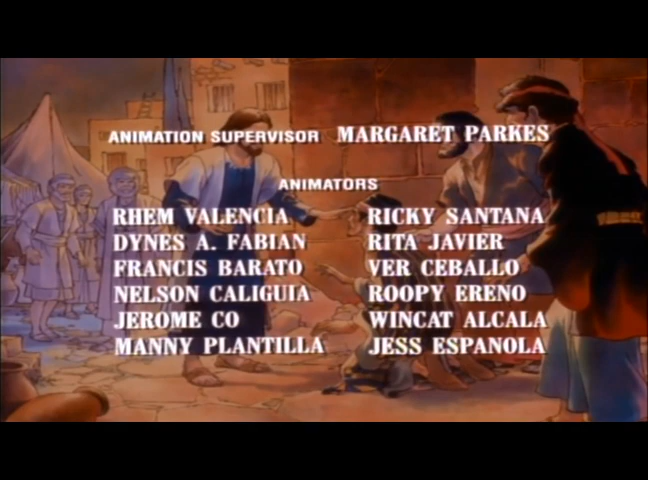 ANIMATION SUPERVISOR MARGARET PARKES
ANIMATORS
RHEM VALENCIA RICKY SANTANA
DYNES A. FABIAN RITA JAVIER
FRANCIS BARATO VER CEBALLO
NELSON CALIGUIA ROOPY ERENO
JEROME CO WINCAT ALCALA
MANNY PLANTILLA JESS ESPANOLA